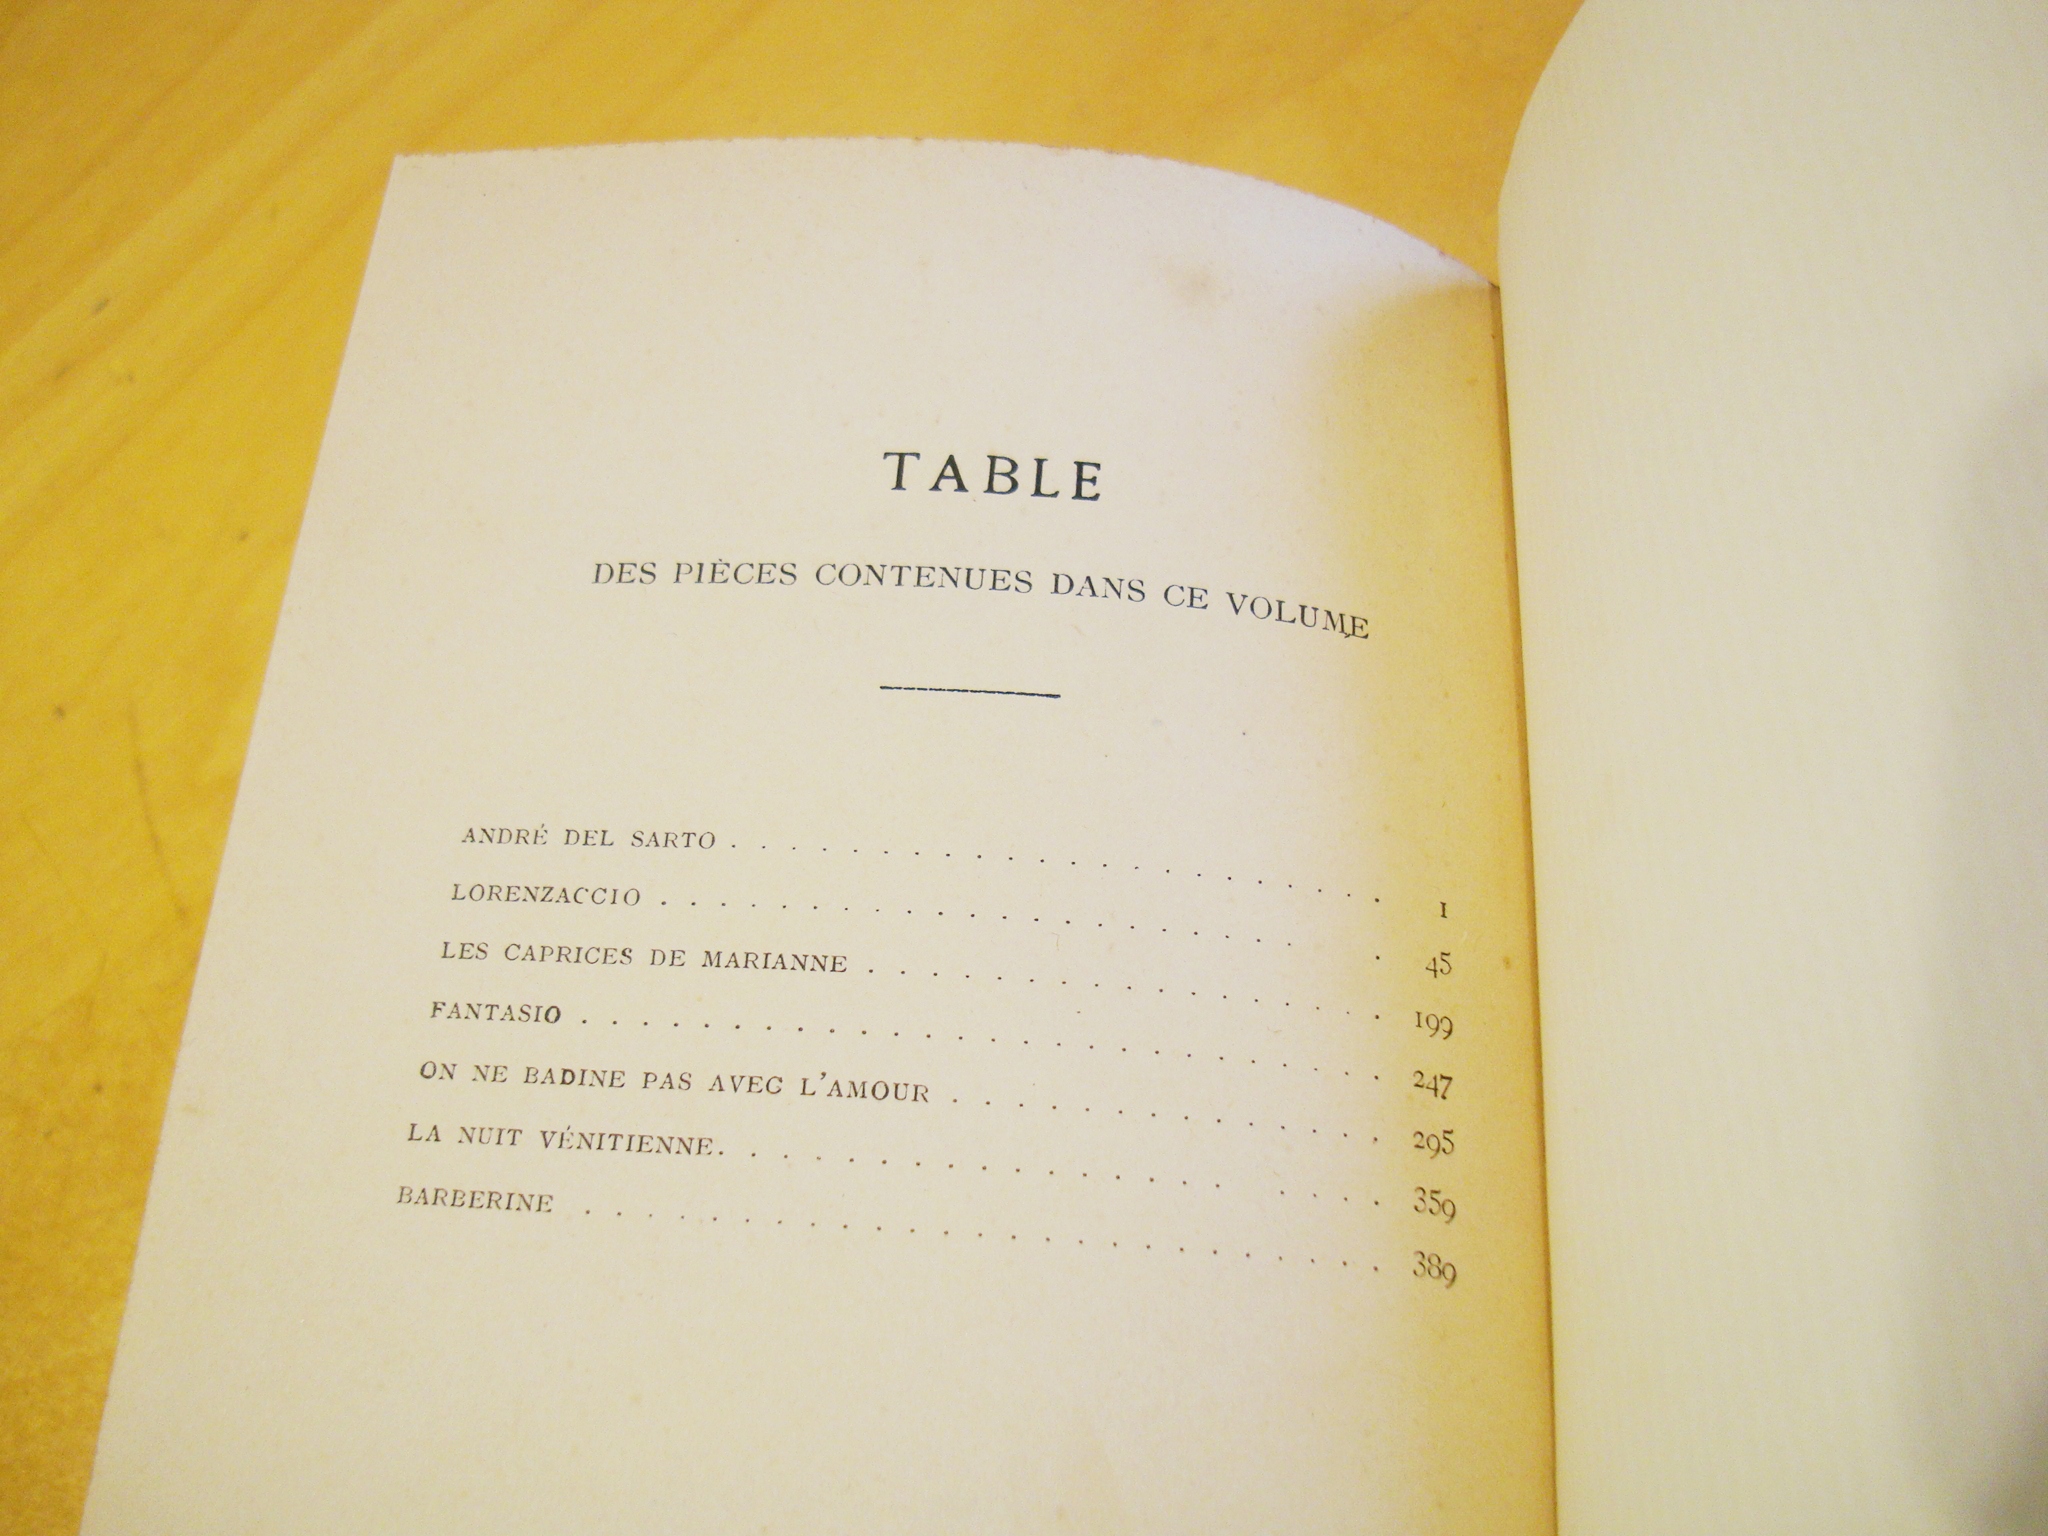 TABLE
DES PIÈCES CONTENUES DANS CE VOLUME
ANDRÉ DEL SARTO . . . . . . . . . . . . . . . . . . . . . . 1
LORENZACCIO . . . . . . . . . . . . . . . . . . . . . . 45
LES CAPRICES DE MARIANNE . . . . . . . . . . . . . . . . . 199
FANTASIO . . . . . . . . . . . . . . . . . . . . . . . . . . 247
ON NE BADINE PAS AVEC L'AMOUR . . . . . . . . . . . . . . 295
LA NUIT VÉNITIENNE. . . . . . . . . . . . . . . . . . . . . 359
BARBERINE . . . . . . . . . . . . . . . . . . . . . . . . . 389